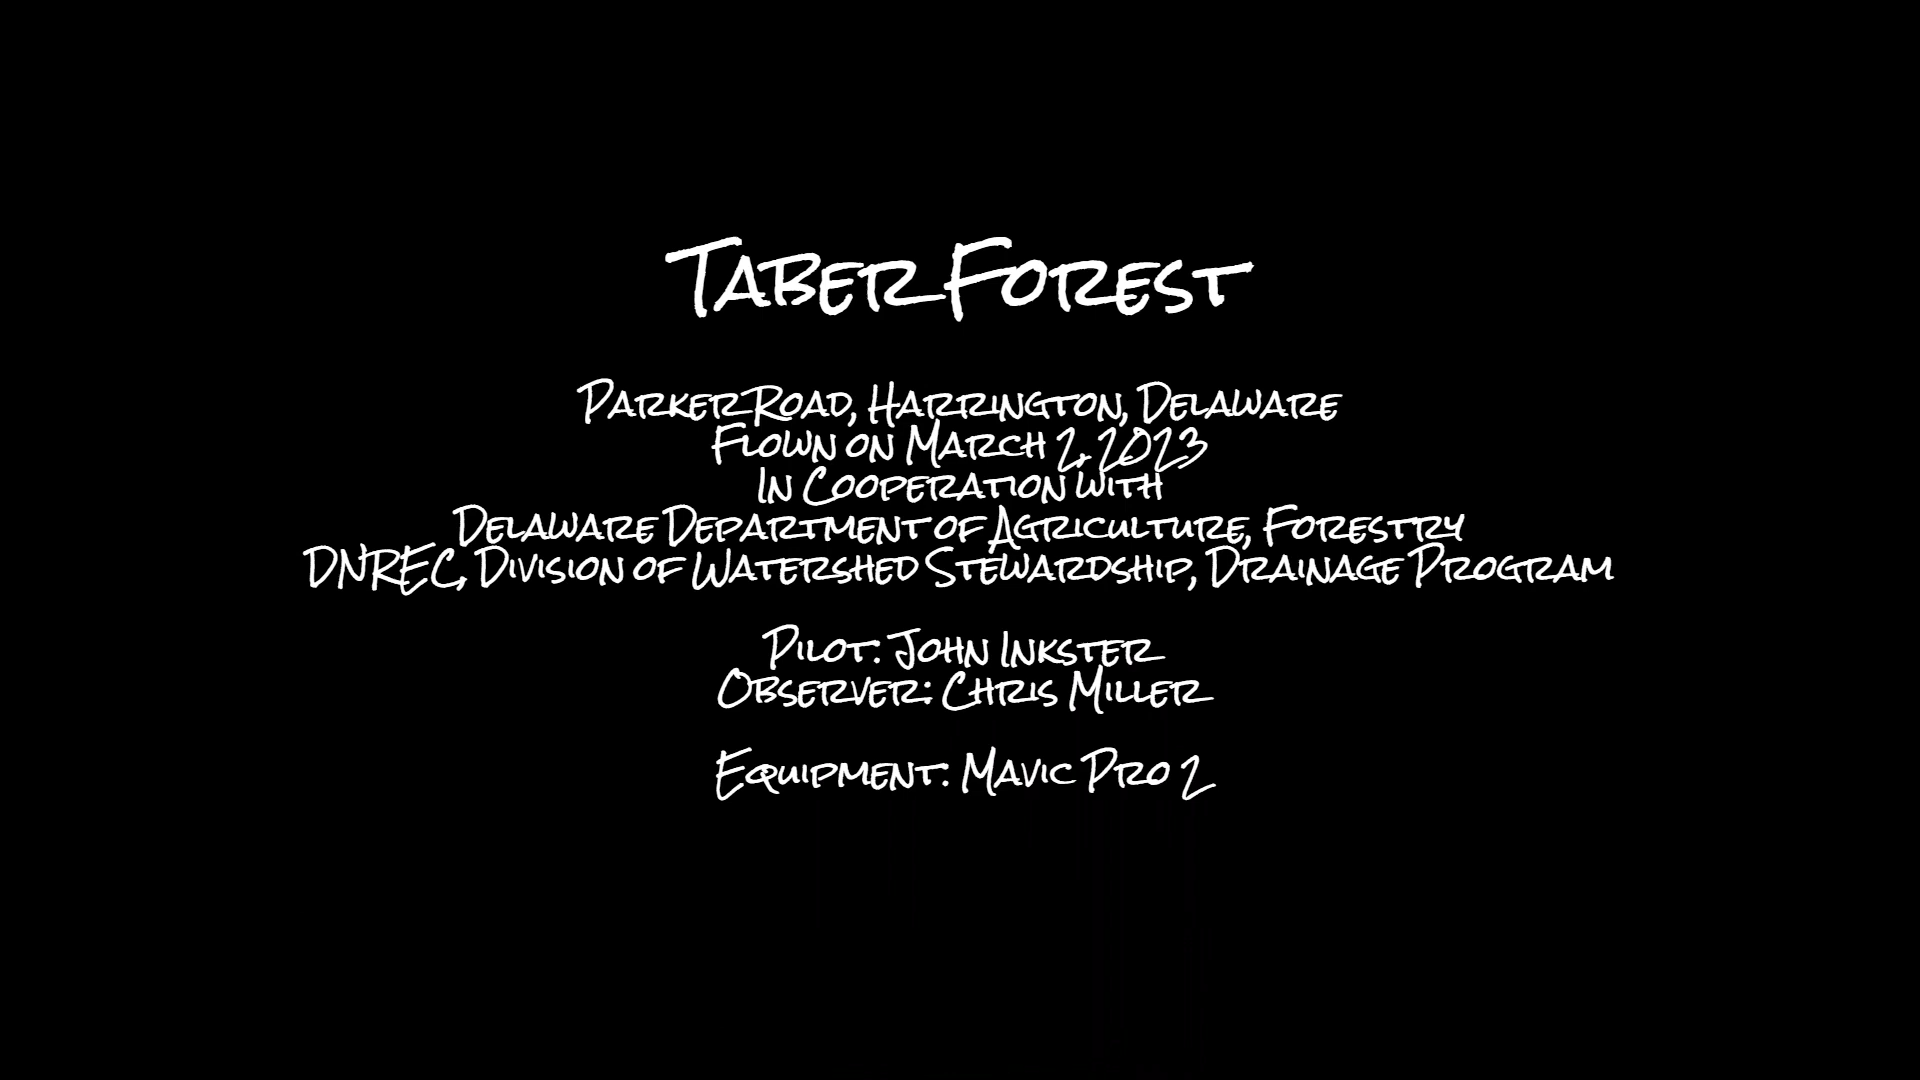 Taber Forest
Parker Road, Harrington, Delaware
Flown on March 2, 2023
In Cooperation with
Delaware Department of Agriculture, Forestry
DNREC, Division of Watershed Stewardship, Drainage Program
Pilot: John Inkster
Observer: Chris Miller
Equipment: Mavic Pro 2